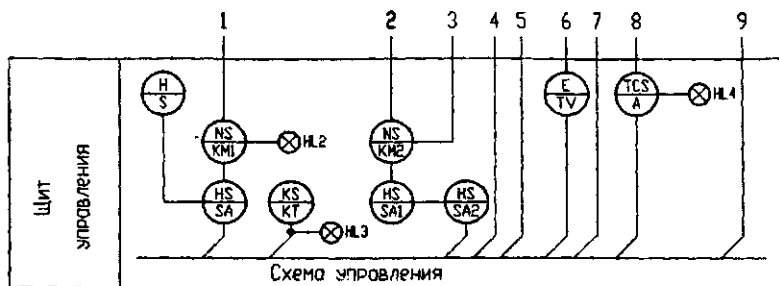 1 2 3 4 5 6 7 8 9
H
S
E
TV
TCS
A
HL4
NS
KM1
HL2
NS
KM2
HS
SA
KS
KT
HS
SA1
HS
SA2
HL3
Щит
управления
Схема управления